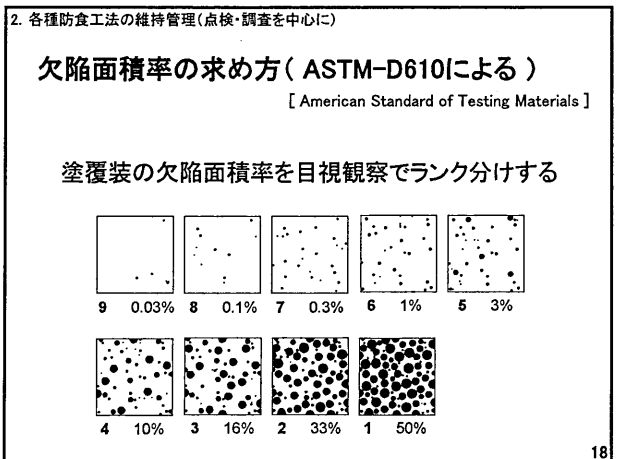 2. 各種防食工法の維持管理(点検・調査を中心に)
欠陥面積率の求め方( ASTM-D610による )
[ American Standard of Testing Materials ]
塗覆装の欠陥面積率を目視観察でランク分けする
9 0.03% 8 0.1% 7 0.3% 6 1% 5 3%
4 10% 3 16% 2 33% 1 50%
18